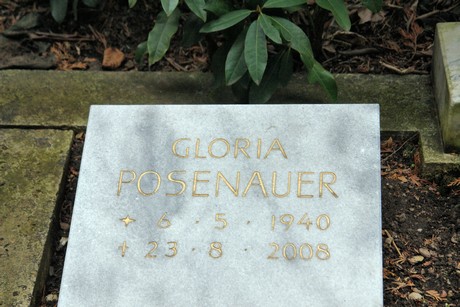 GLORIA
POSENAUER
✦ 6 · 5 · 1940
✝ 23 · 8 · 2008